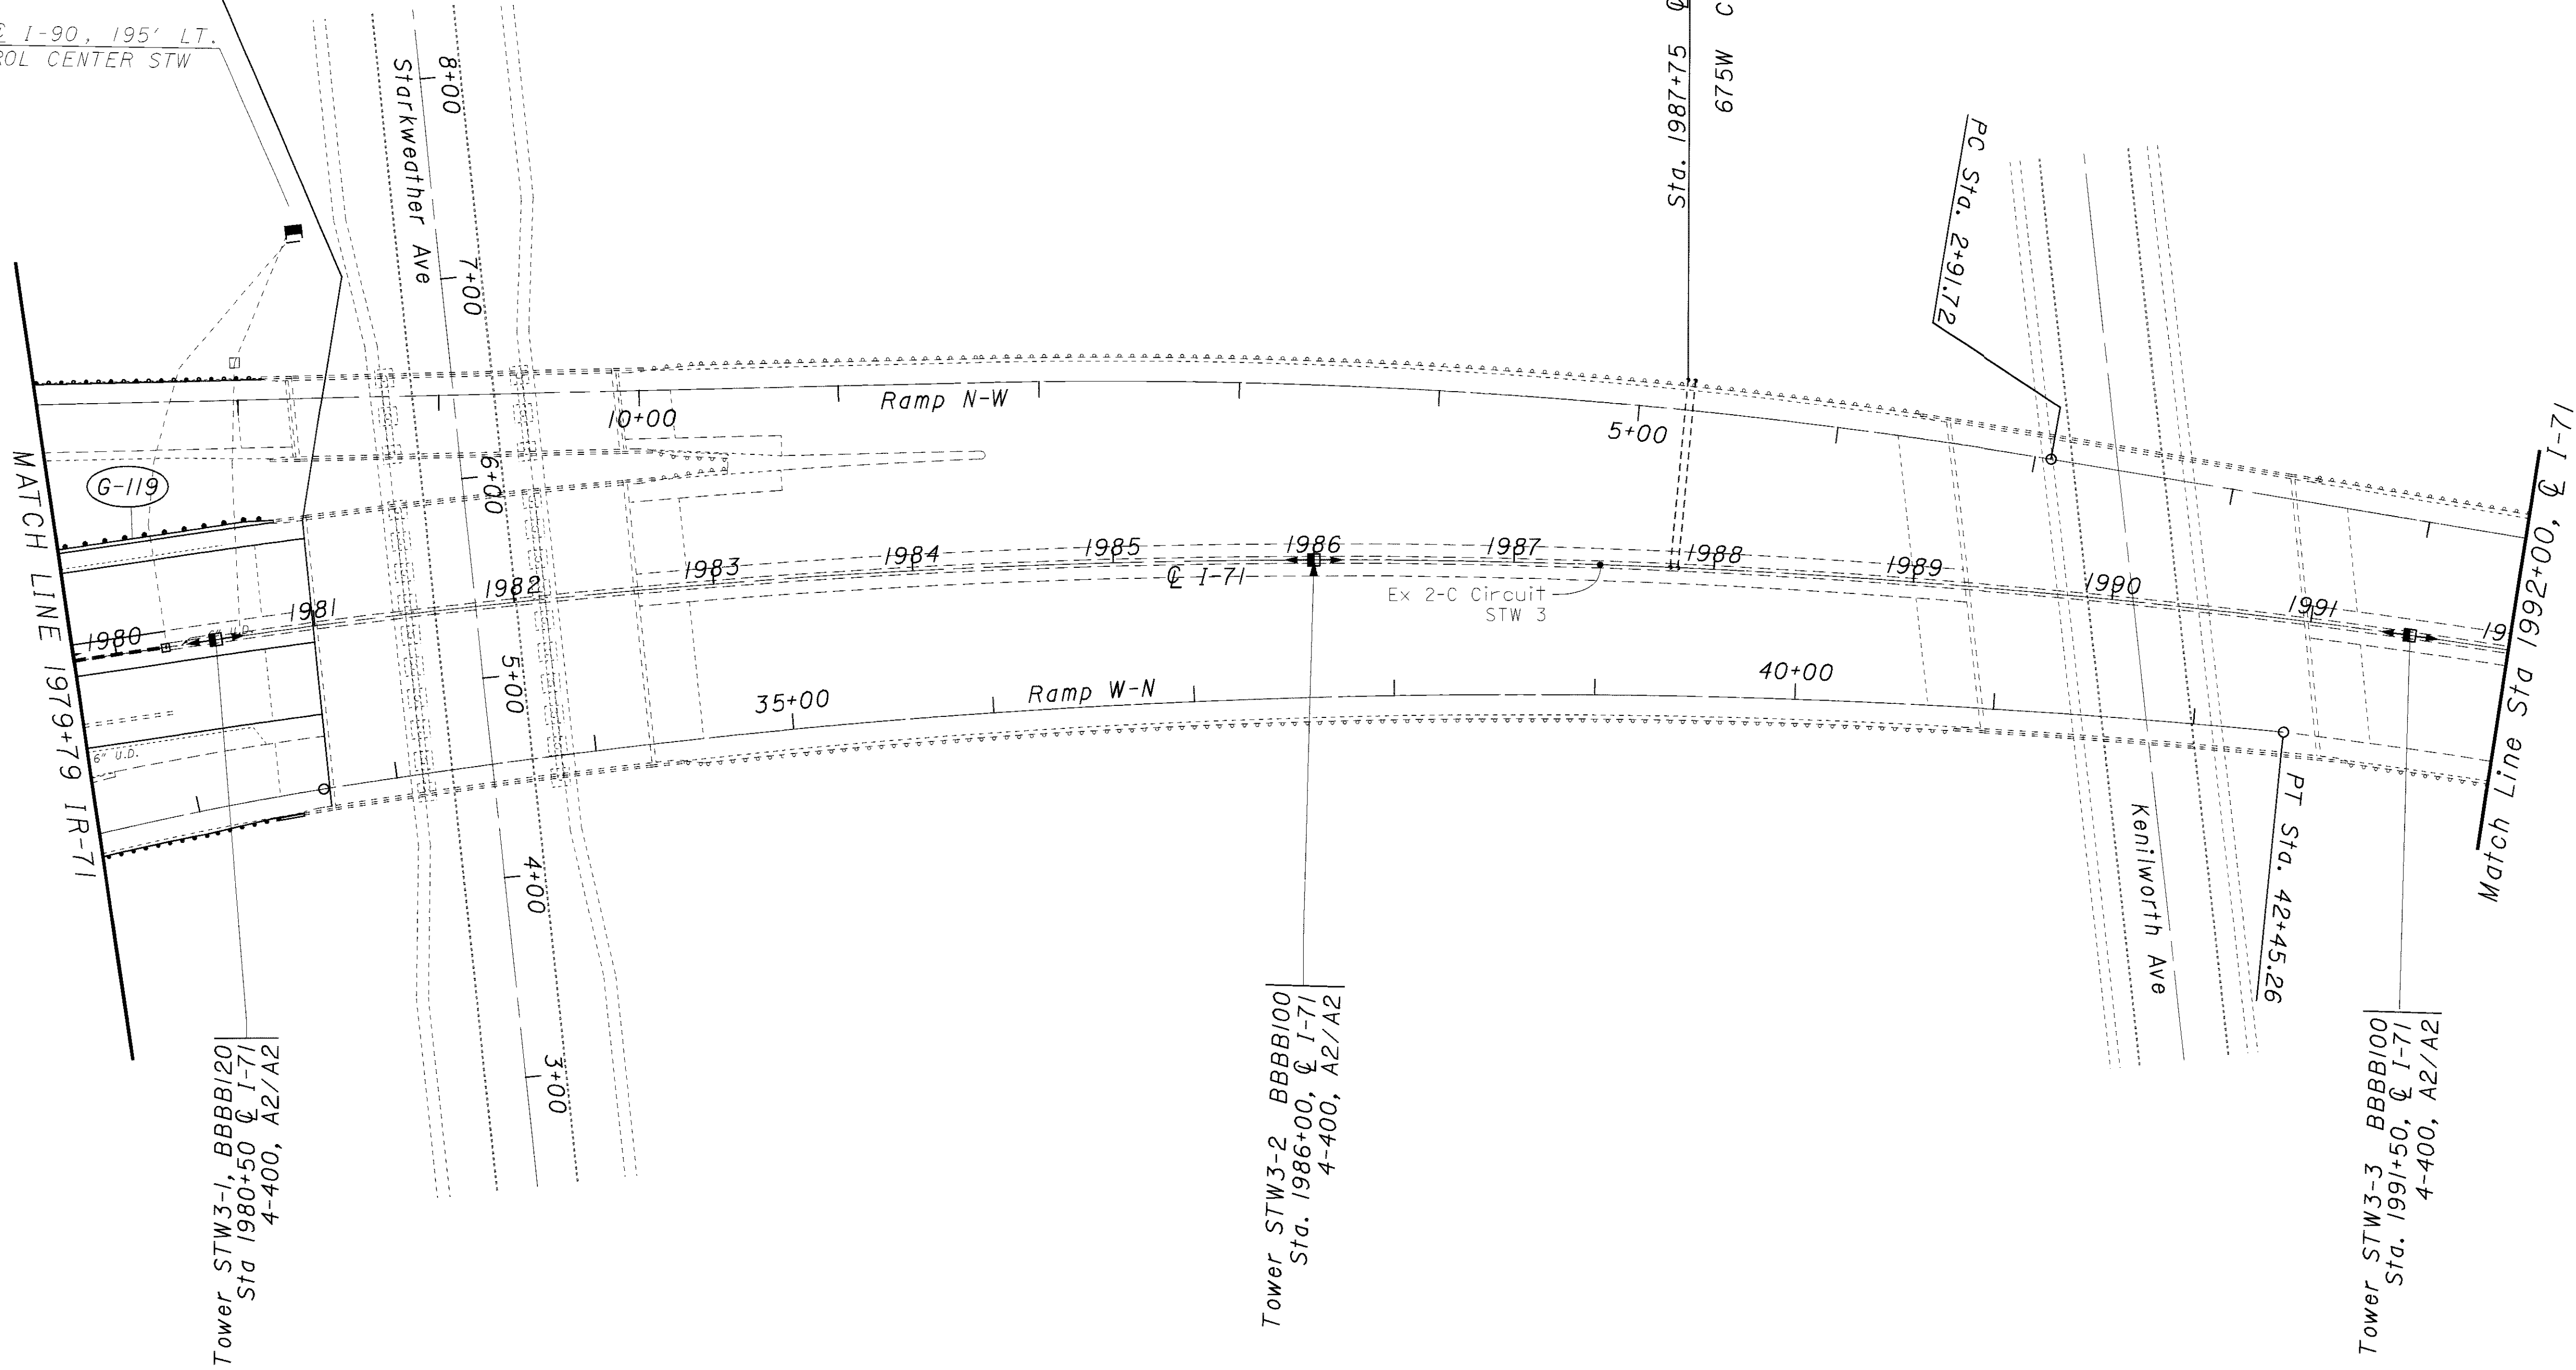 ℄ I-90, 195' LT.
ROL CENTER STW
Starkweather Ave
8+00
7+00
6+00
5+00
4+00
3+00
Sta. 1987+75 ℄
675W C
PC Sta. 2+91.72
MATCH LINE 1979+79 IR-71
G-119
10+00
Ramp N-W
5+00
1980
1981
1982
1983
1984
1985
1986
1987
1988
1989
1990
1991
19
U.D.
℄ I-71
Ex 2-C Circuit
STW 3
6" U.D.
35+00
Ramp W-N
40+00
Kenilworth Ave
PT Sta. 42+45.26
Match Line Sta 1992+00, ℄ I-71
Tower STW3-1, BBBB120
Sta 1980+50 ℄ I-71
4-400, A2/A2
Tower STW3-2 BBBB100
Sta. 1986+00, ℄ I-71
4-400, A2/A2
Tower STW3-3 BBBB100
Sta. 1991+50, ℄ I-71
4-400, A2/A2